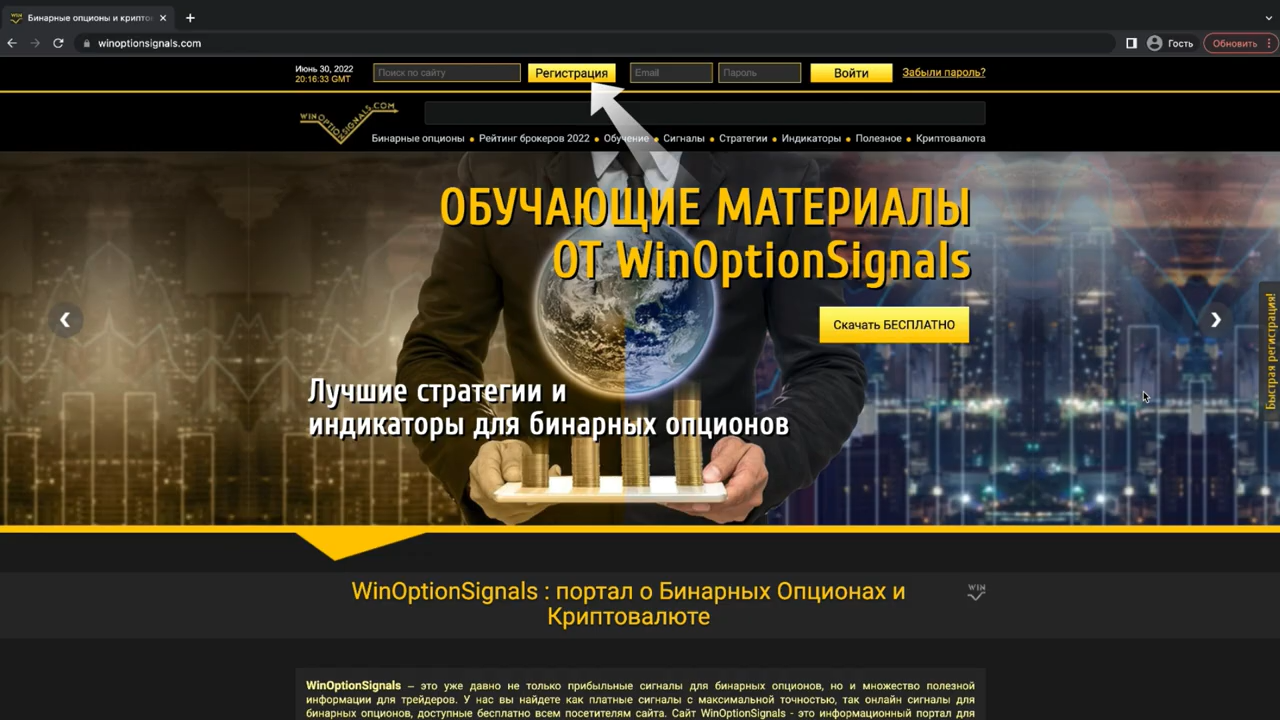 Бинарные опционы и крипто
winoptionsignals.com
Гость
Обновить
Июнь 30, 2022
20:16:33 GMT
Поиск по сайту
Регистрация
Email
Пароль
Войти
Забыли пароль?
WINOPTIONSIGNALS.COM
Бинарные опционы • Рейтинг брокеров 2022 • Обучение • Сигналы • Стратегии • Индикаторы • Полезное • Криптовалюта
ОБУЧАЮЩИЕ МАТЕРИАЛЫ
ОТ WinOptionSignals
Скачать БЕСПЛАТНО
Быстрая регистрация!
Лучшие стратегии и
индикаторы для бинарных опционов
WinOptionSignals : портал о Бинарных Опционах и
Криптовалюте
WIN
WinOptionSignals – это уже давно не только прибыльные сигналы для бинарных опционов, но и множество полезной
информации для трейдеров. У нас вы найдете как платные сигналы с максимальной точностью, так онлайн сигналы для
бинарных опционов, доступные бесплатно всем посетителям сайта. Сайт WinOptionSignals - это информационный портал для